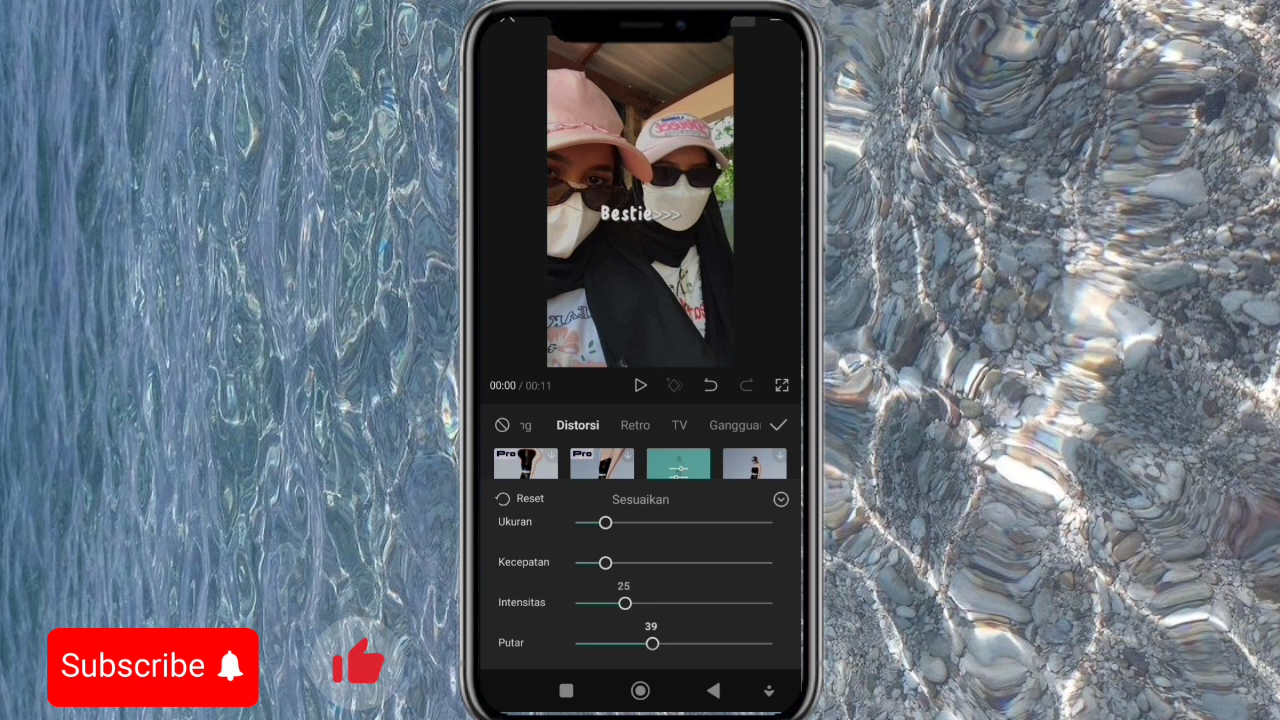 Bestie>>>
00:00 / 00:11
ng Distorsi Retro TV Ganggua
Pro Pro
Reset Sesuaikan
Ukuran
Kecepatan
25
Intensitas
39
Putar
Subscribe